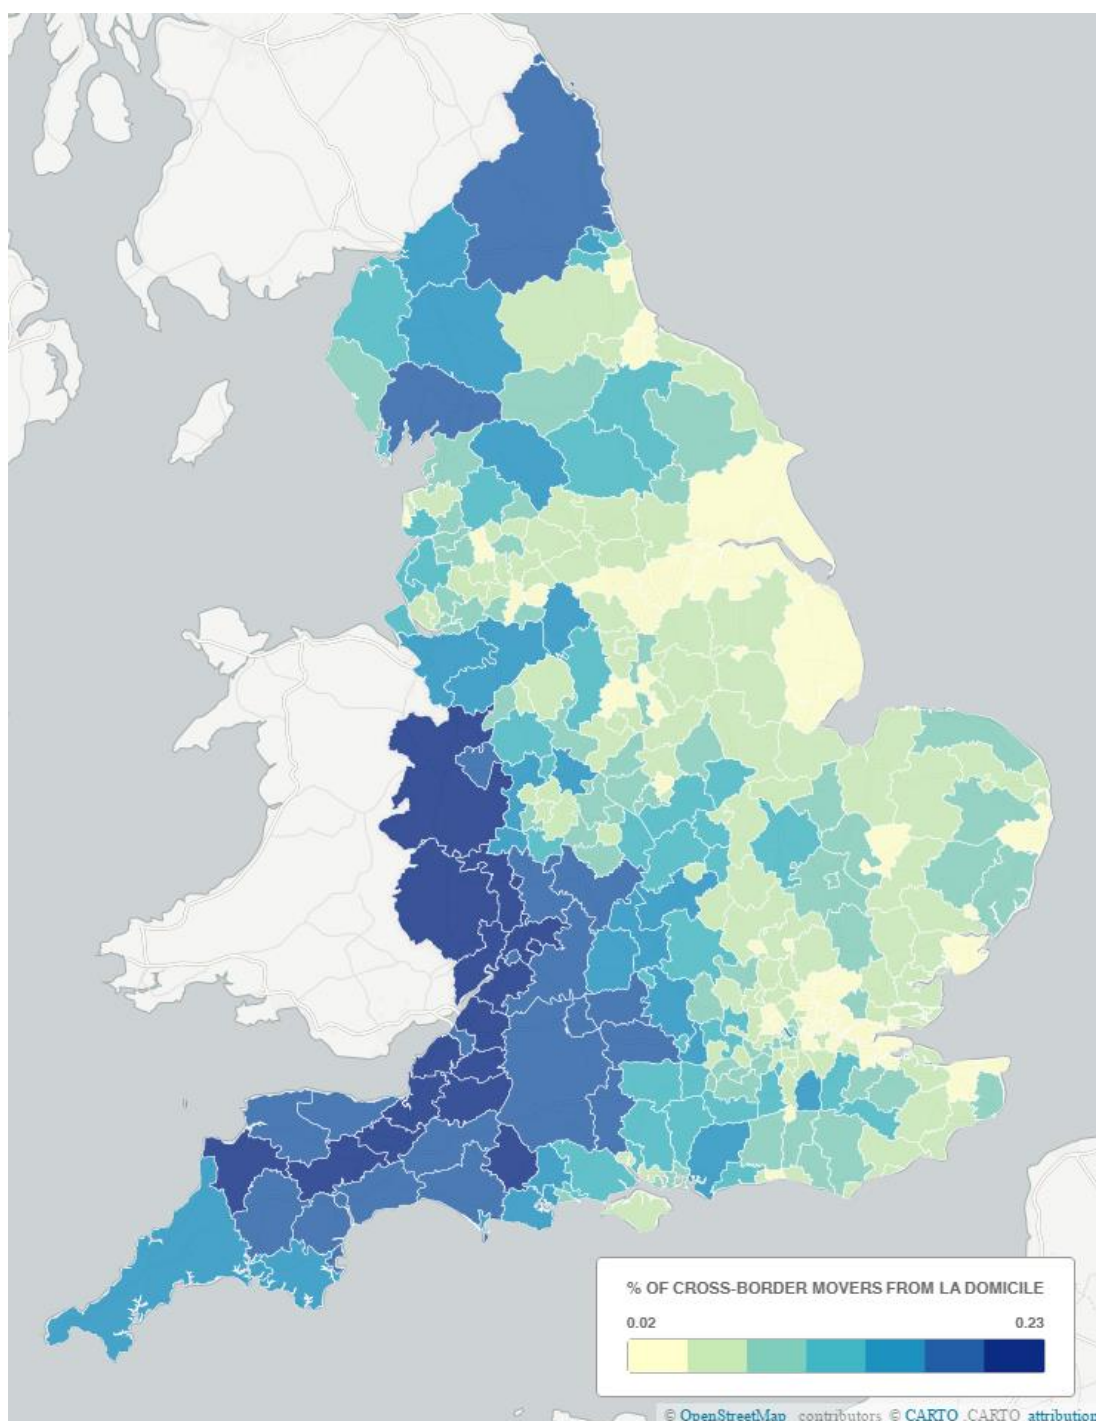 % OF CROSS-BORDER MOVERS FROM LA DOMICILE
0.02 0.23
© OpenStreetMap contributors © CARTO, CARTO attribution